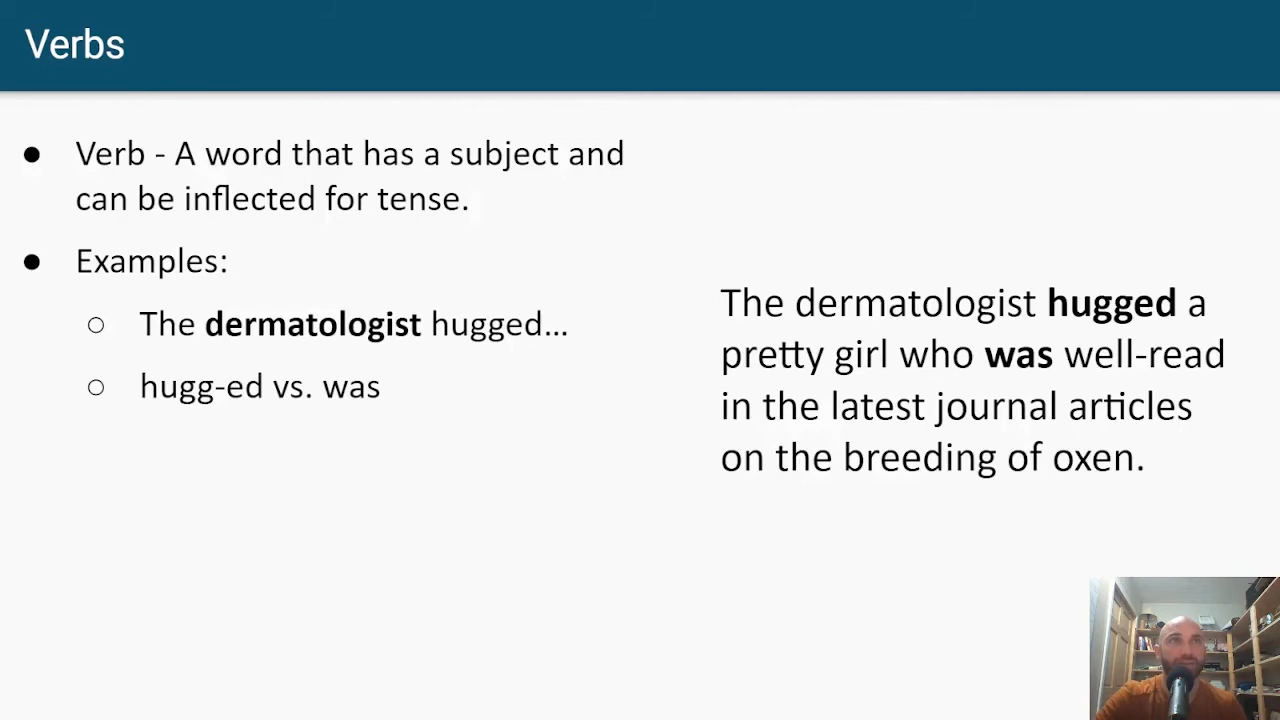 Verbs
● Verb - A word that has a subject and
can be inflected for tense.
● Examples:
○ The dermatologist hugged…
○ hugg-ed vs. was
The dermatologist hugged a
pretty girl who was well-read
in the latest journal articles
on the breeding of oxen.